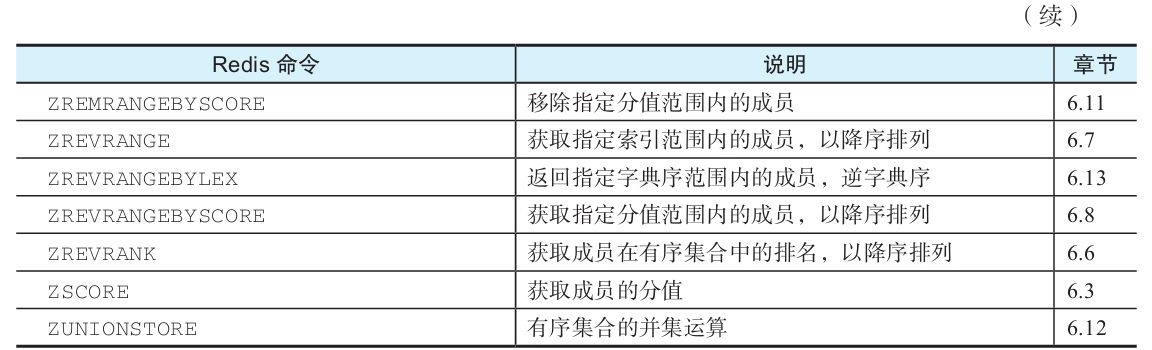 （续）
Redis 命令 说明 章节
ZREMRANGEBYSCORE 移除指定分值范围内的成员 6.11
ZREVRANGE 获取指定索引范围内的成员，以降序排列 6.7
ZREVRANGEBYLEX 返回指定字典序范围内的成员，逆字典序 6.13
ZREVRANGEBYSCORE 获取指定分值范围内的成员，以降序排列 6.8
ZREVRANK 获取成员在有序集合中的排名，以降序排列 6.6
ZSCORE 获取成员的分值 6.3
ZUNIONSTORE 有序集合的并集运算 6.12